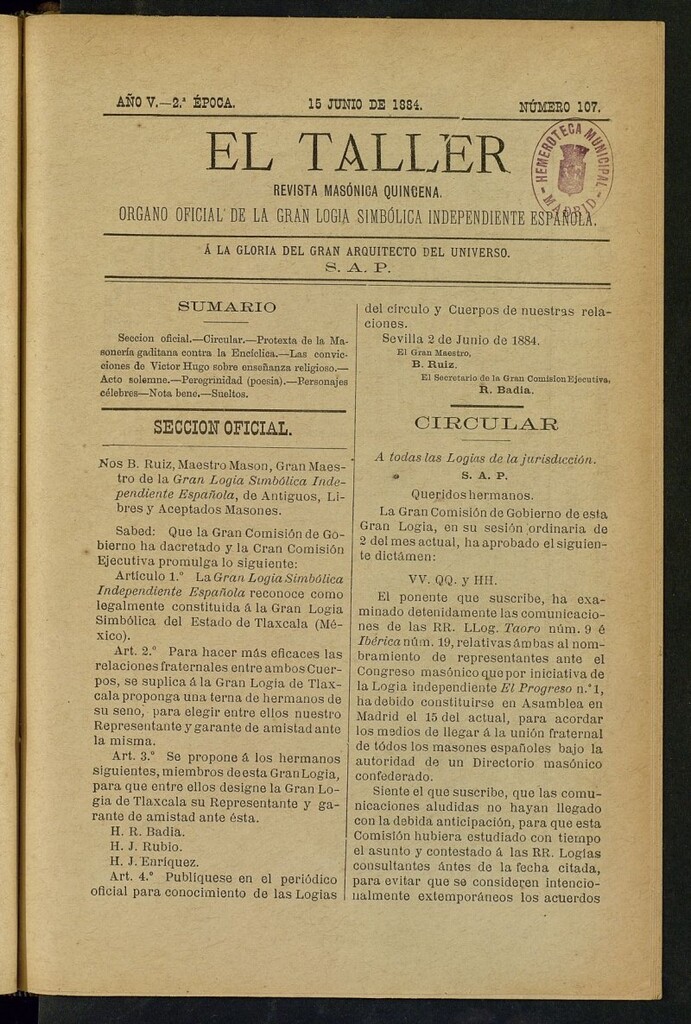 AÑO V.—2.ª ÉPOCA.
15 JUNIO DE 1884.
NÚMERO 107.
EL TALLER
REVISTA MASÓNICA QUINCENA.
ORGANO OFICIAL DE LA GRAN LOGIA SIMBÓLICA INDEPENDIENTE ESPAÑOLA.
HEMEROTECA MUNICIPAL
—MADRID—
Á LA GLORIA DEL GRAN ARQUITECTO DEL UNIVERSO.
S. A. P.
SUMARIO
Seccion oficial.—Circular.—Protexta de la Ma-
sonería gaditana contra la Encíclica.—Las convic-
ciones de Victor Hugo sobre enseñanza religioso.—
Acto solemne.—Peregrinidad (poesia).—Personajes
célebres—Nota bene.—Sueltos.
SECCION OFICIAL.
Nos B. Ruiz, Maestro Mason, Gran Maes-
tro de la Gran Logia Simbólica Inde-
pendiente Española, de Antiguos, Li-
bres y Aceptados Masones.
Sabed: Que la Gran Comisión de Go-
bierno ha dacretado y la Cran Comisión
Ejecutiva promulga lo siguiente:
Artículo 1.º La Gran Logia Simbólica
Independiente Española reconoce como
legalmente constituida á la Gran Logia
Simbólica del Estado de Tlaxcala (Mé-
xico).
Art. 2.º Para hacer más eficaces las
relaciones fraternales entre ambos Cuer-
pos, se suplica á la Gran Logia de Tlax-
cala proponga una terna de hermanos de
su seno, para elegir entre ellos nuestro
Representante y garante de amistad ante
la misma.
Art. 3.º Se propone á los hermanos
siguientes, miembros de esta Gran Logia,
para que entre ellos designe la Gran Lo-
gia de Tlaxcala su Representante y ga-
rante de amistad ante ésta.
H. R. Badia.
H. J. Rubio.
H. J. Enríquez.
Art. 4.º Publíquese en el periódico
oficial para conocimiento de las Logias
del círculo y Cuerpos de nuestras rela-
ciones.
Sevilla 2 de Junio de 1884.
El Gran Maestro,
B. Ruiz.
El Secretario de la Gran Comision Ejecutiva,
R. Badia.
CIRCULAR
A todas las Logias de la jurisdicción.
S. A. P.
Queridos hermanos.
La Gran Comisión de Gobierno de esta
Gran Logia, en su sesión ordinaria de
2 del mes actual, ha aprobado el siguien-
te dictámen:
VV. QQ. y HH.
El ponente que suscribe, ha exa-
minado detenidamente las comunicacio-
nes de las RR. LLog. Taoro núm. 9 é
Ibérica núm. 19, relativas ámbas al nom-
bramiento de representantes ante el
Congreso masónico que por iniciativa de
la Logia independiente El Progreso n.º 1,
ha debido constituirse en Asamblea en
Madrid el 15 del actual, para acordar
los medios de llegar á la unión fraternal
de tódos los masones españoles bajo la
autoridad de un Directorio masónico
confederado.
Siente el que suscribe, que las comu-
nicaciones aludidas no hayan llegado
con la debida anticipación, para que esta
Comisión hubiera estudiado con tiempo
el asunto y contestado á las RR. Logias
consultantes ántes de la fecha citada,
para evitar que se consideren intencio-
nalmente extemporáneos los acuerdos